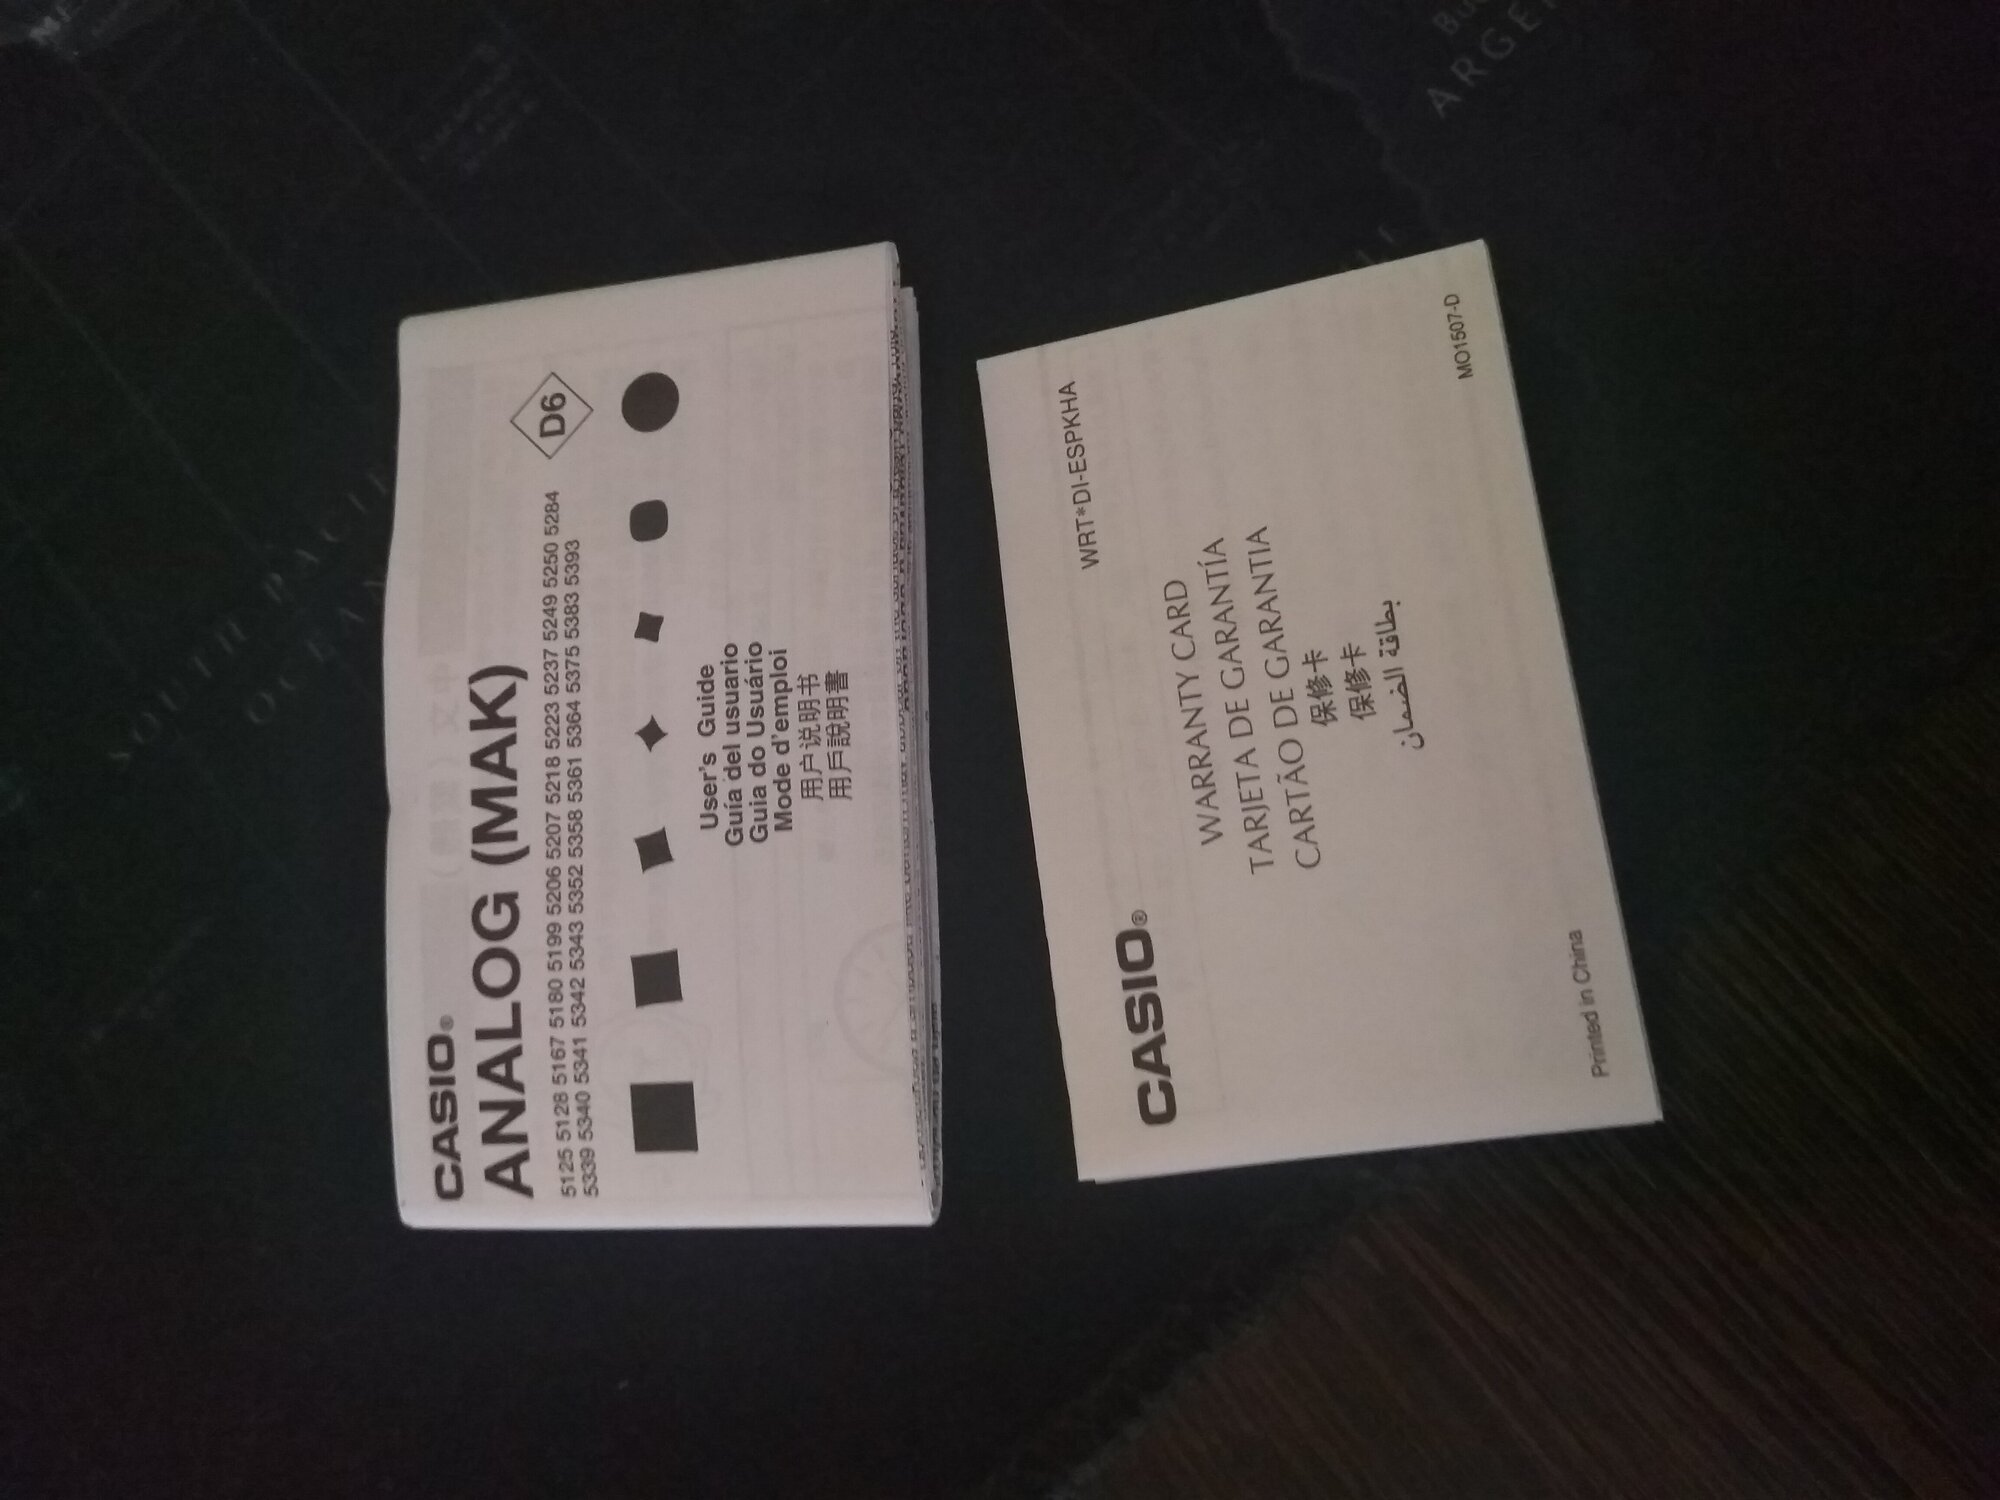 CASIO®
ANALOG (MAK)
D6
5125 5128 5167 5180 5199 5206 5207 5218 5223 5237 5249 5250 5284
5339 5340 5341 5342 5343 5352 5358 5361 5364 5375 5383 5393
User's Guide
Guía del usuario
Guia do Usuário
Mode d'emploi
用户说明书
用戶說明書
WRT*DI-ESPKHA
CASIO®
WARRANTY CARD
TARJETA DE GARANTÍA
CARTÃO DE GARANTIA
保修卡
保修卡
بطاقة الضمان
Printed in China
MO1507-D
SOUTH PACIFIC
OCEAN